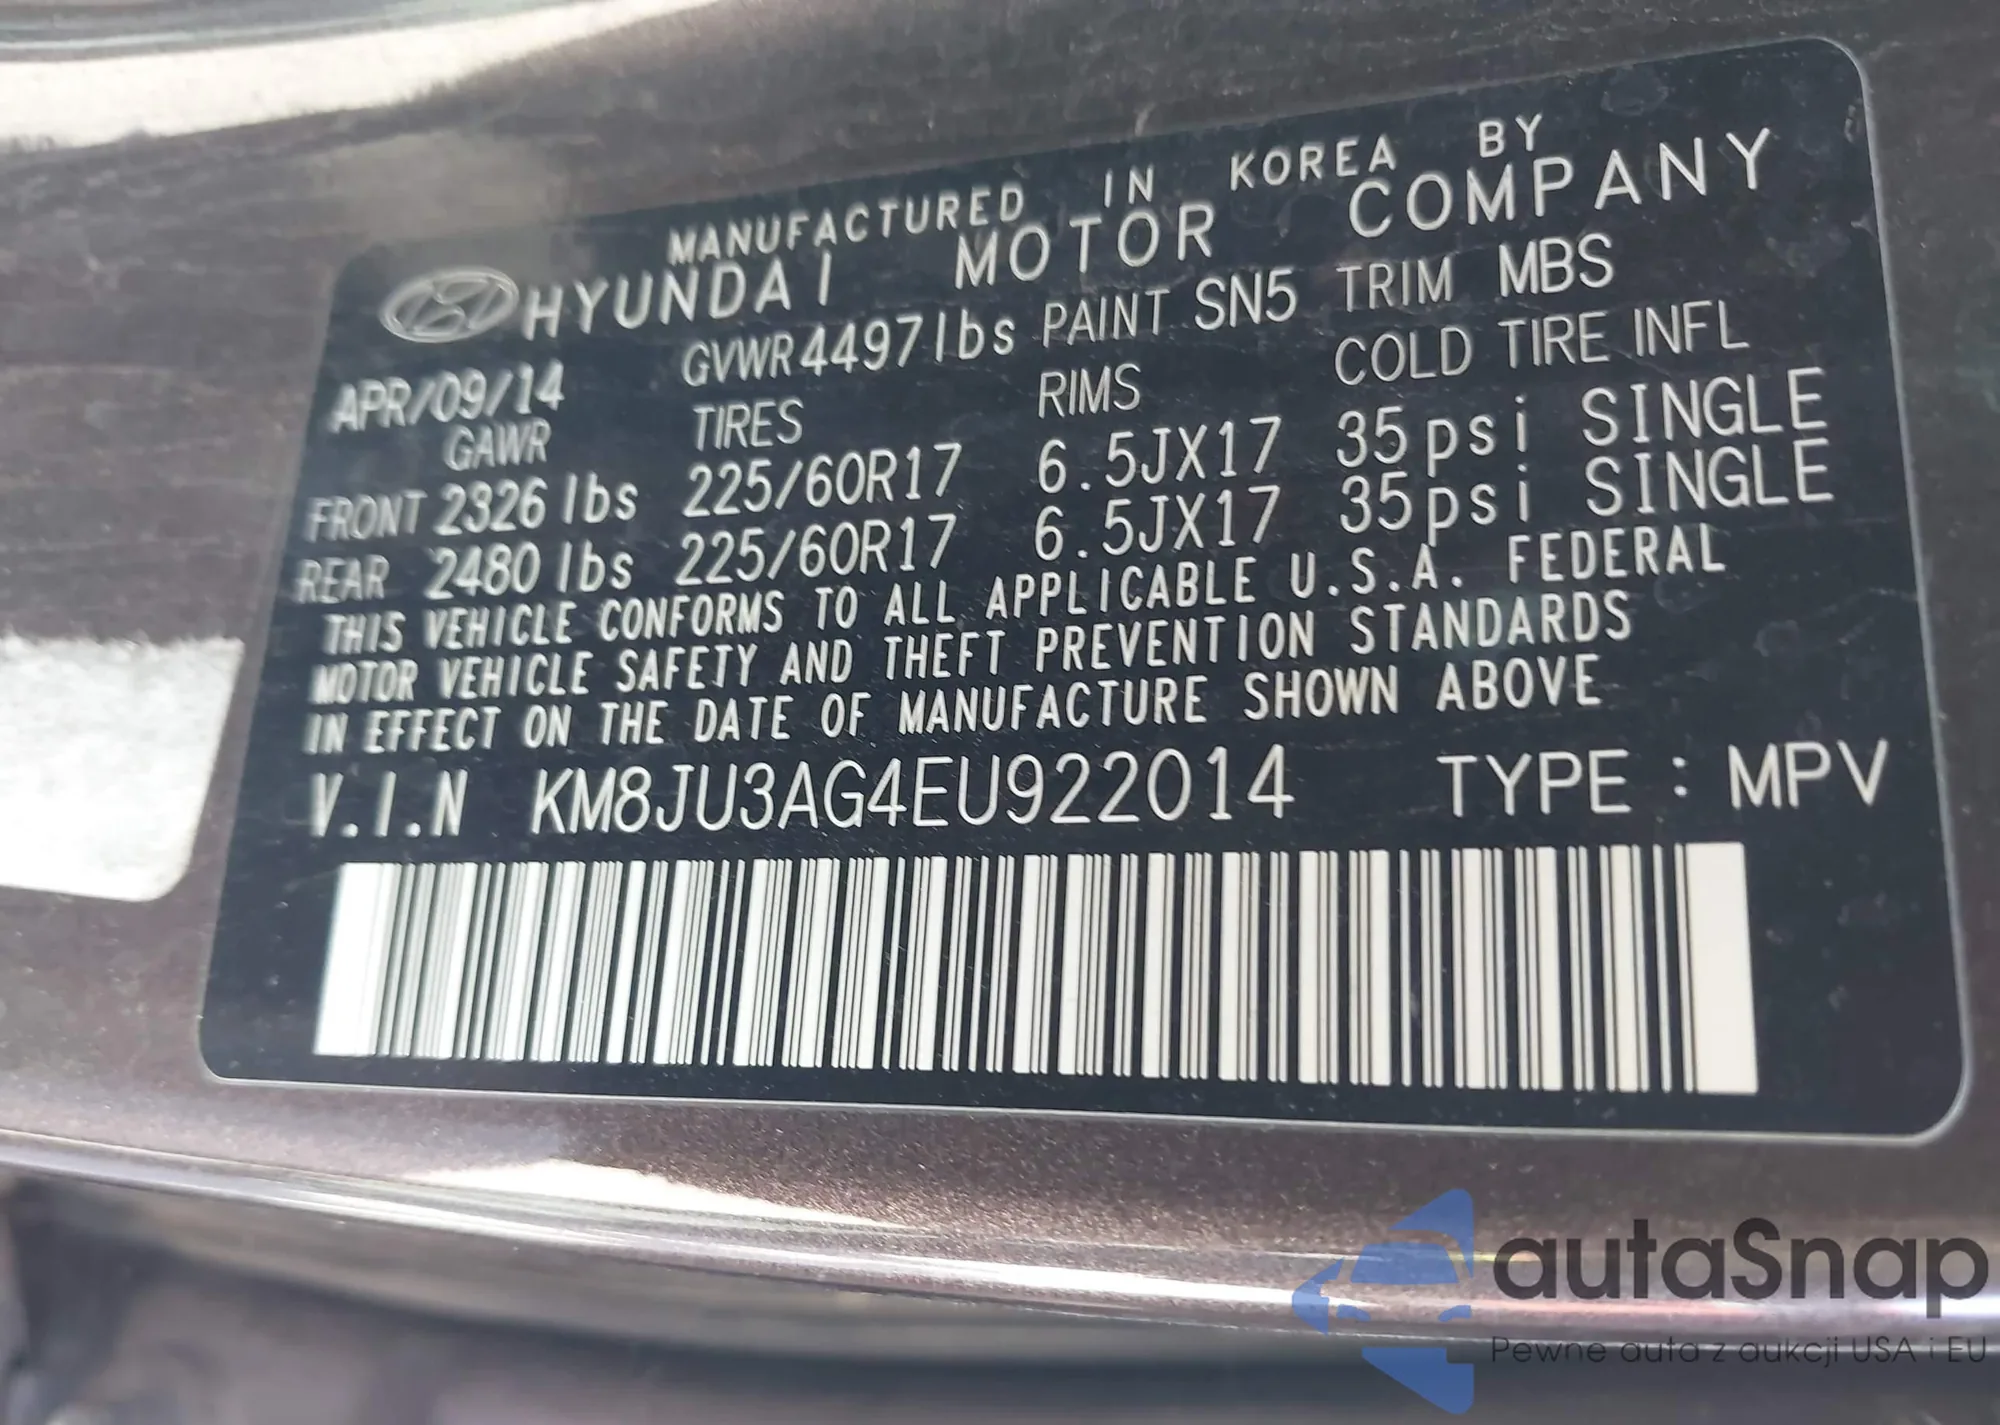 MANUFACTURED IN KOREA BY
HYUNDAI MOTOR COMPANY
APR/09/14 GVWR 4497lbs PAINT SN5 TRIM MBS
GAWR TIRES RIMS COLD TIRE INFL
FRONT 2326 lbs 225/60R17 6.5JX17 35psi SINGLE
REAR 2480 lbs 225/60R17 6.5JX17 35psi SINGLE
THIS VEHICLE CONFORMS TO ALL APPLICABLE U.S.A. FEDERAL
MOTOR VEHICLE SAFETY AND THEFT PREVENTION STANDARDS
IN EFFECT ON THE DATE OF MANUFACTURE SHOWN ABOVE
V.I.N KM8JU3AG4EU922014 TYPE : MPV
autaSnap
Pewne auta z aukcji USA i EU